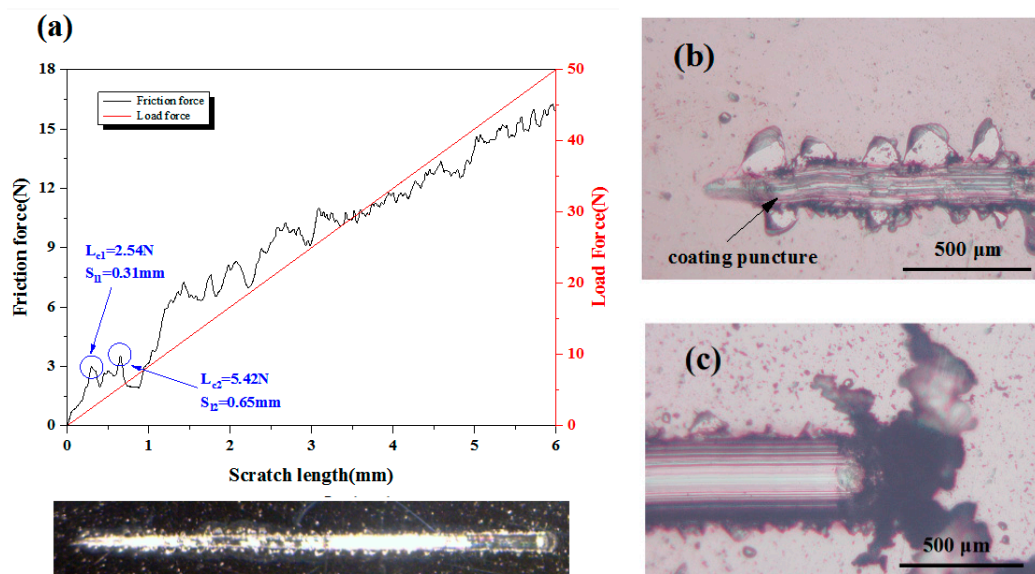 (a)
18
15
12
9
6
3
0
Friction force(N)
Friction force
Load force
50
40
30
20
10
0
Load Force(N)
Lc1=2.54N
Sl1=0.31mm
Lc2=5.42N
Sl2=0.65mm
0 1 2 3 4 5 6
Scratch length(mm)
(b)
coating puncture
500 μm
(c)
500 μm